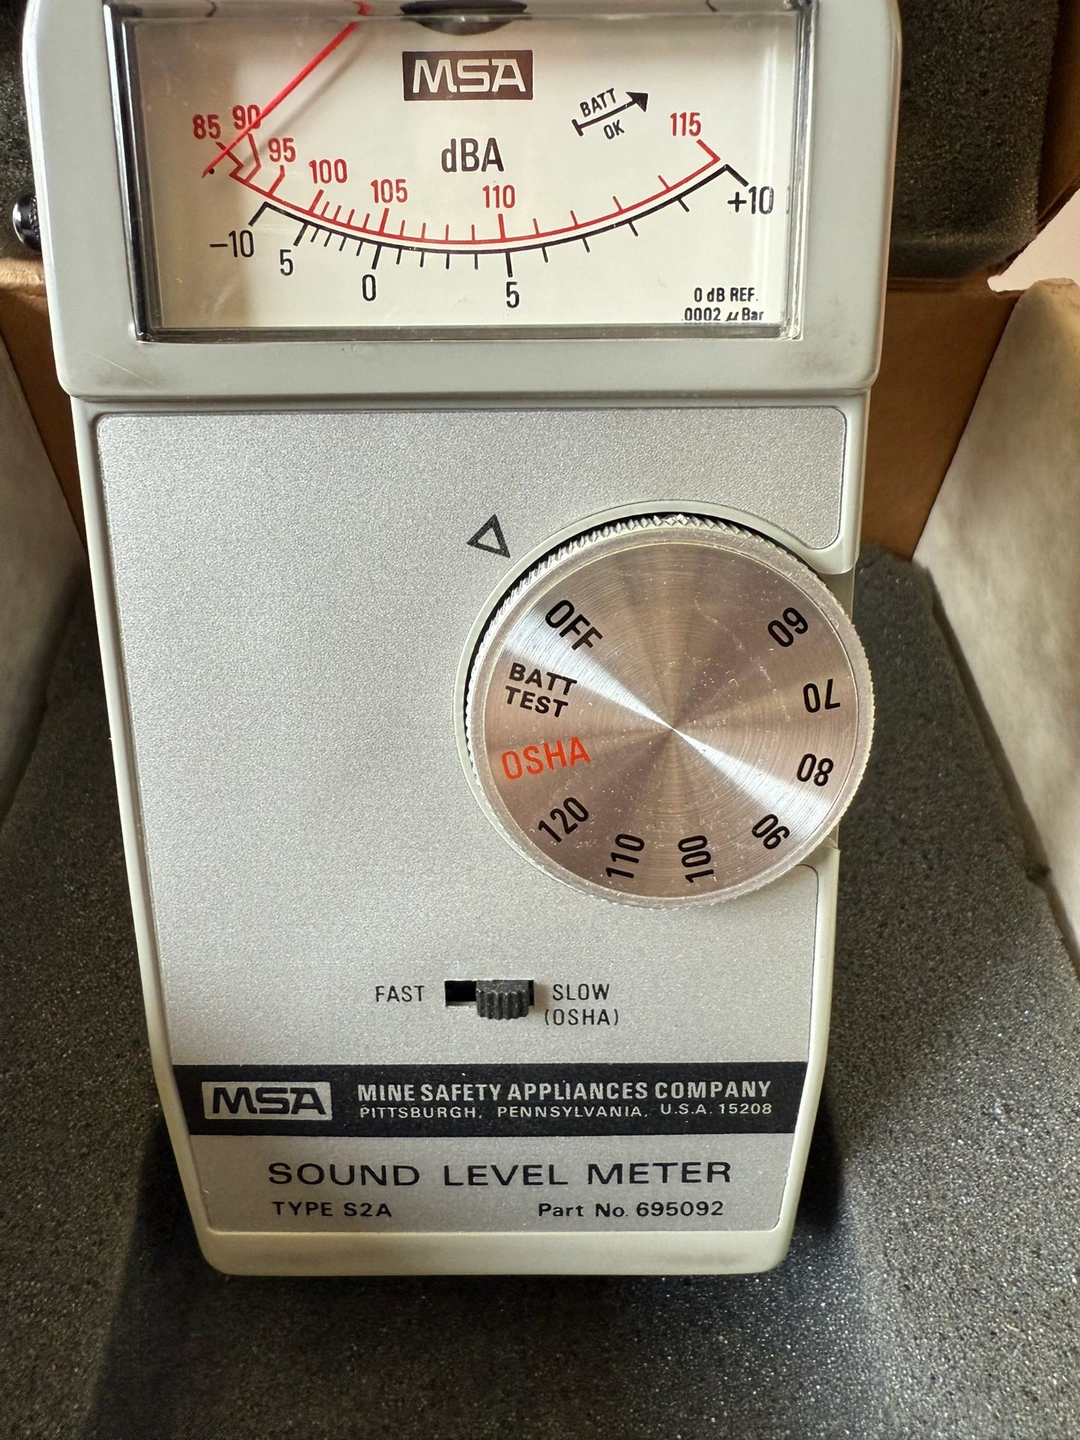 MSA
BATT
OK
85 90 95 100 105 110 115
dBA
-10 5 0 5 +10
0 dB REF.
.0002 μ Bar
OFF
BATT
TEST
OSHA
120
110
100
90
80
70
60
FAST
SLOW
(OSHA)
MSA
MINE SAFETY APPLIANCES COMPANY
PITTSBURGH, PENNSYLVANIA, U.S.A. 15208
SOUND LEVEL METER
TYPE S2A Part No. 695092